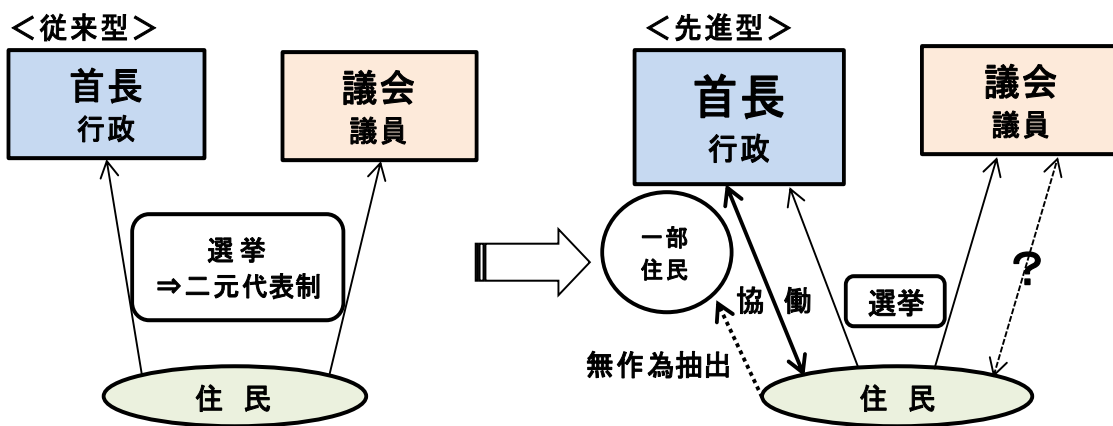 ＜従来型＞
首長
行政
議会
議員
選挙
⇒二元代表制
住 民
＜先進型＞
首長
行政
議会
議員
一部
住民
協 働
選挙
?
無作為抽出
住 民